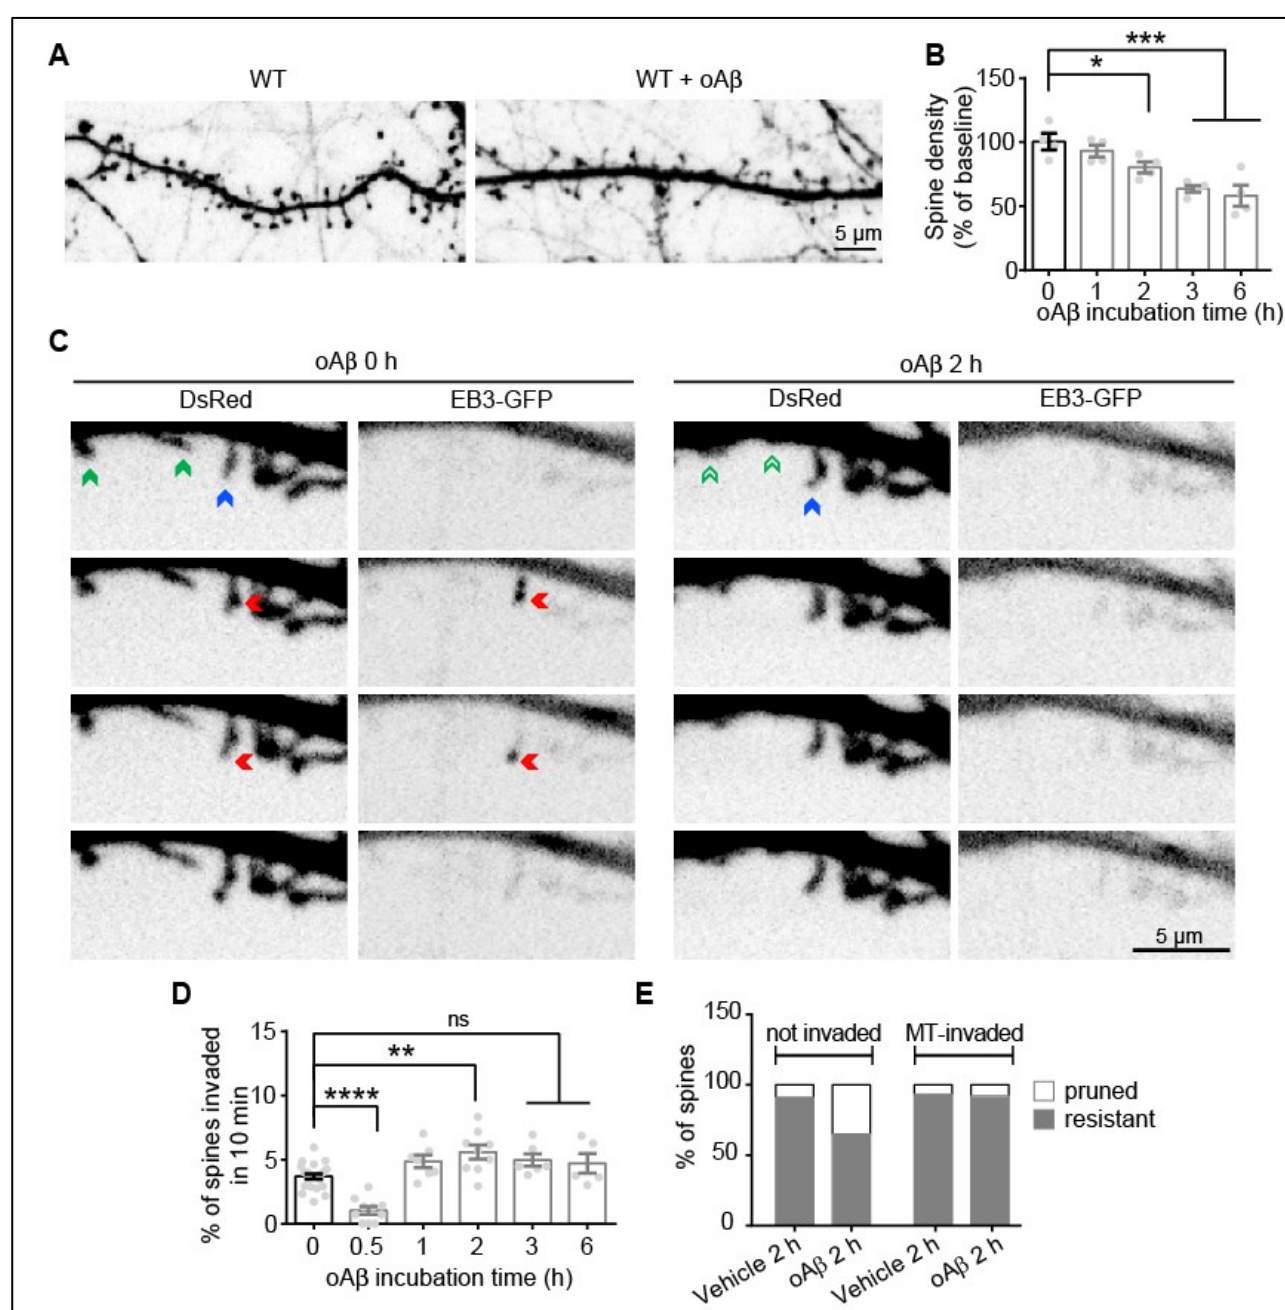 A
WT
WT + oAβ
5 µm
B
***
*
150
100
50
0
Spine density
(% of baseline)
0 1 2 3 6
oAβ incubation time (h)
C
oAβ 0 h
oAβ 2 h
DsRed
EB3-GFP
DsRed
EB3-GFP
5 µm
D
ns
**
****
15
10
5
0
% of spines invaded
in 10 min
0 0.5 1 2 3 6
oAβ incubation time (h)
E
150
100
50
0
% of spines
not invaded
MT-invaded
pruned
resistant
Vehicle 2 h
oAβ 2 h
Vehicle 2 h
oAβ 2 h